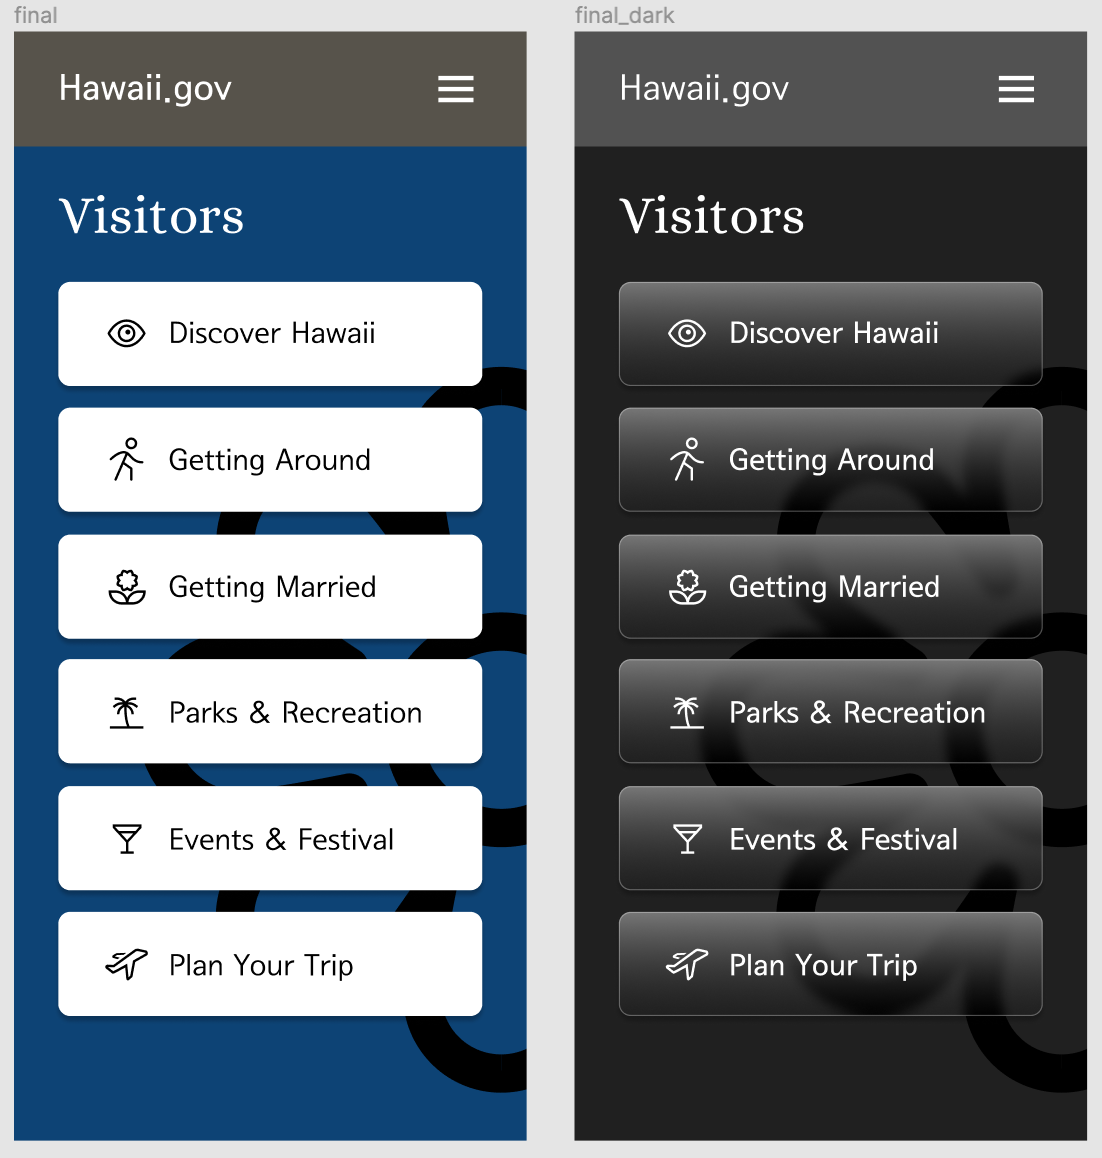 final
Hawaii.gov
Visitors
Discover Hawaii
Getting Around
Getting Married
Parks & Recreation
Events & Festival
Plan Your Trip
final_dark
Hawaii.gov
Visitors
Discover Hawaii
Getting Around
Getting Married
Parks & Recreation
Events & Festival
Plan Your Trip